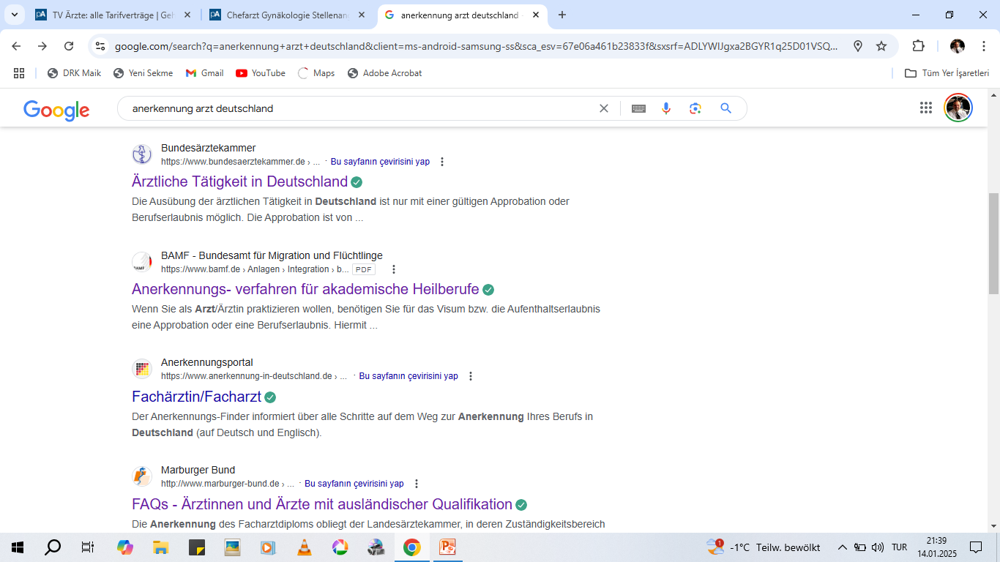 TV Ärzte: alle Tarifverträge | Geh
Chefarzt Gynäkologie Stellenan
anerkennung arzt deutschland -
google.com/search?q=anerkennung+arzt+deutschland&client=ms-android-samsung-ss&sca_esv=67e06a461b23833f&sxsrf=ADLYWIJgxa2BGYR1q25D01VSQ...
DRK Maik
Yeni Sekme
Gmail
YouTube
Maps
Adobe Acrobat
Tüm Yer İşaretleri
Google
anerkennung arzt deutschland
Bundesärztekammer
https://www.bundesaerztekammer.de › ... · Bu sayfanın çevirisini yap
Ärztliche Tätigkeit in Deutschland
Die Ausübung der ärztlichen Tätigkeit in Deutschland ist nur mit einer gültigen Approbation oder
Berufserlaubnis möglich. Die Approbation ist von ...
BAMF
BAMF - Bundesamt für Migration und Flüchtlinge
https://www.bamf.de › Anlagen › Integration › b... PDF
Anerkennungs- verfahren für akademische Heilberufe
Wenn Sie als Arzt/Ärztin praktizieren wollen, benötigen Sie für das Visum bzw. die Aufenthaltserlaubnis
eine Approbation oder eine Berufserlaubnis. Hiermit ...
Anerkennungsportal
https://www.anerkennung-in-deutschland.de › ... · Bu sayfanın çevirisini yap
Fachärztin/Facharzt
Der Anerkennungs-Finder informiert über alle Schritte auf dem Weg zur Anerkennung Ihres Berufs in
Deutschland (auf Deutsch und Englisch).
Marburger Bund
http://www.marburger-bund.de › ... · Bu sayfanın çevirisini yap
FAQs - Ärztinnen und Ärzte mit ausländischer Qualifikation
Die Anerkennung des Facharztdiploms obliegt der Landesärztekammer, in deren Zuständigkeitsbereich
1
-1°C Teilw. bewölkt
TUR
21:39
14.01.2025